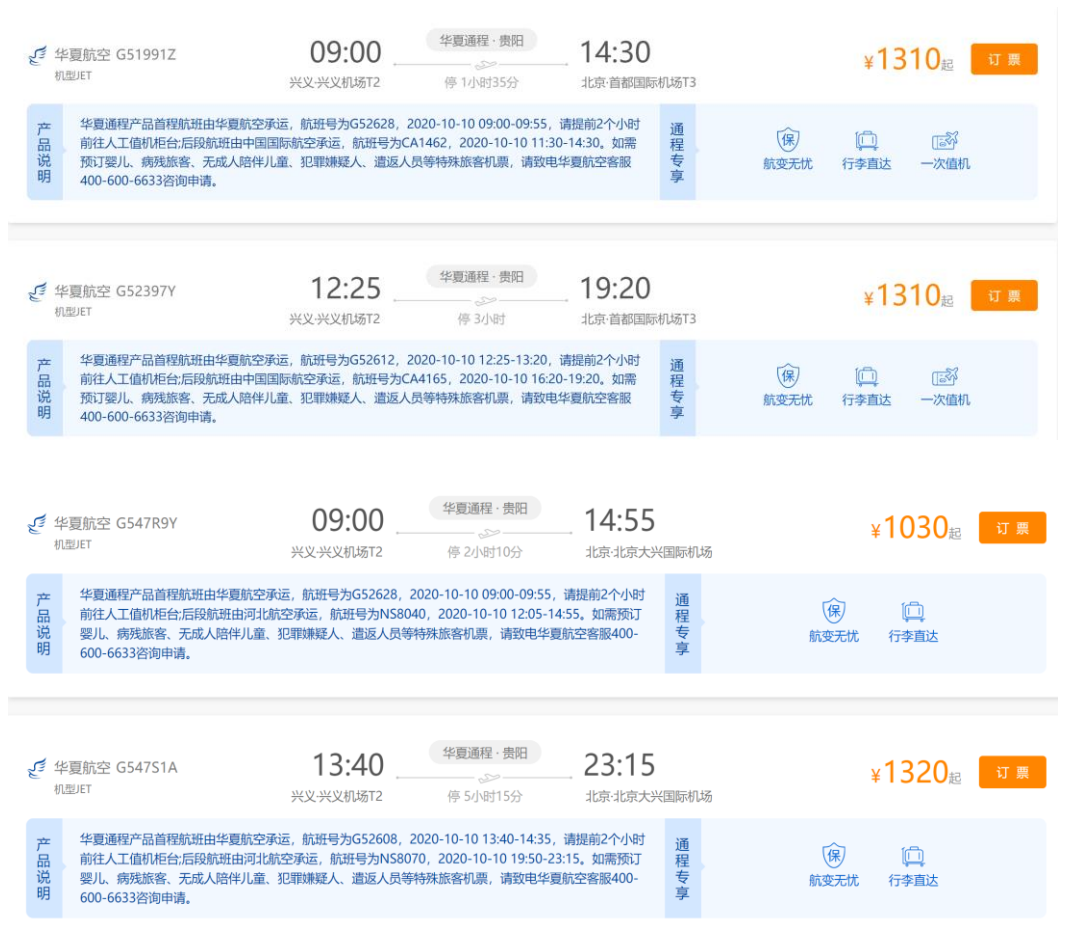 华夏航空 G51991Z
机型JET
09:00
兴义·兴义机场T2
华夏通程 · 贵阳
停 1小时35分
14:30
北京·首都国际机场T3
¥1310起
订 票
产品说明
华夏通程产品首程航班由华夏航空承运，航班号为G52628，2020-10-10 09:00-09:55，请提前2个小时
前往人工值机柜台;后段航班由中国国际航空承运，航班号为CA1462，2020-10-10 11:30-14:30。如需
预订婴儿、病残旅客、无成人陪伴儿童、犯罪嫌疑人、遣返人员等特殊旅客机票，请致电华夏航空客服
400-600-6633咨询申请。
通程专享
保
航变无忧
行李直达
一次值机
华夏航空 G52397Y
机型JET
12:25
兴义·兴义机场T2
华夏通程 · 贵阳
停 3小时
19:20
北京·首都国际机场T3
¥1310起
订 票
产品说明
华夏通程产品首程航班由华夏航空承运，航班号为G52612，2020-10-10 12:25-13:20，请提前2个小时
前往人工值机柜台;后段航班由中国国际航空承运，航班号为CA4165，2020-10-10 16:20-19:20。如需
预订婴儿、病残旅客、无成人陪伴儿童、犯罪嫌疑人、遣返人员等特殊旅客机票，请致电华夏航空客服
400-600-6633咨询申请。
通程专享
保
航变无忧
行李直达
一次值机
华夏航空 G547R9Y
机型JET
09:00
兴义·兴义机场T2
华夏通程 · 贵阳
停 2小时10分
14:55
北京·北京大兴国际机场
¥1030起
订 票
产品说明
华夏通程产品首程航班由华夏航空承运，航班号为G52628，2020-10-10 09:00-09:55，请提前2个小时
前往人工值机柜台;后段航班由河北航空承运，航班号为NS8040，2020-10-10 12:05-14:55。如需预订
婴儿、病残旅客、无成人陪伴儿童、犯罪嫌疑人、遣返人员等特殊旅客机票，请致电华夏航空客服400-
600-6633咨询申请。
通程专享
保
航变无忧
行李直达
华夏航空 G547S1A
机型JET
13:40
兴义·兴义机场T2
华夏通程 · 贵阳
停 5小时15分
23:15
北京·北京大兴国际机场
¥1320起
订 票
产品说明
华夏通程产品首程航班由华夏航空承运，航班号为G52608，2020-10-10 13:40-14:35，请提前2个小时
前往人工值机柜台;后段航班由河北航空承运，航班号为NS8070，2020-10-10 19:50-23:15。如需预订
婴儿、病残旅客、无成人陪伴儿童、犯罪嫌疑人、遣返人员等特殊旅客机票，请致电华夏航空客服400-
600-6633咨询申请。
通程专享
保
航变无忧
行李直达